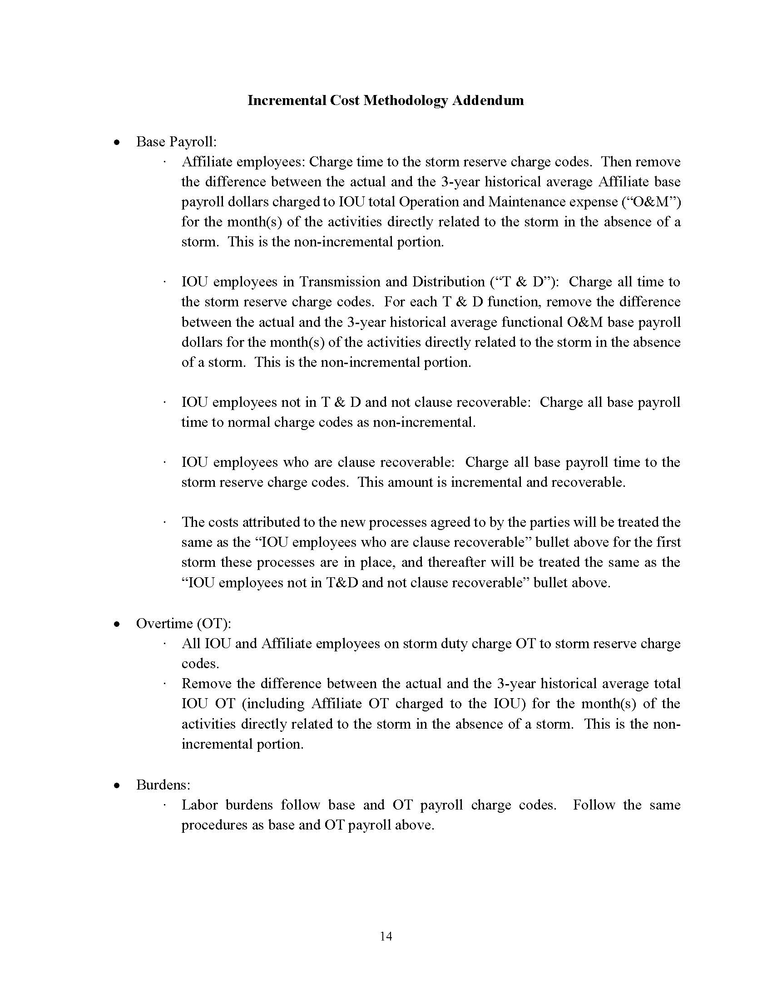 Incremental Cost Methodology Addendum
• Base Payroll:
· Affiliate employees: Charge time to the storm reserve charge codes. Then remove
the difference between the actual and the 3-year historical average Affiliate base
payroll dollars charged to IOU total Operation and Maintenance expense (“O&M”)
for the month(s) of the activities directly related to the storm in the absence of a
storm. This is the non-incremental portion.
· IOU employees in Transmission and Distribution (“T & D”): Charge all time to
the storm reserve charge codes. For each T & D function, remove the difference
between the actual and the 3-year historical average functional O&M base payroll
dollars for the month(s) of the activities directly related to the storm in the absence
of a storm. This is the non-incremental portion.
· IOU employees not in T & D and not clause recoverable: Charge all base payroll
time to normal charge codes as non-incremental.
· IOU employees who are clause recoverable: Charge all base payroll time to the
storm reserve charge codes. This amount is incremental and recoverable.
· The costs attributed to the new processes agreed to by the parties will be treated the
same as the “IOU employees who are clause recoverable” bullet above for the first
storm these processes are in place, and thereafter will be treated the same as the
“IOU employees not in T&D and not clause recoverable” bullet above.
• Overtime (OT):
· All IOU and Affiliate employees on storm duty charge OT to storm reserve charge
codes.
· Remove the difference between the actual and the 3-year historical average total
IOU OT (including Affiliate OT charged to the IOU) for the month(s) of the
activities directly related to the storm in the absence of a storm. This is the non-
incremental portion.
• Burdens:
· Labor burdens follow base and OT payroll charge codes. Follow the same
procedures as base and OT payroll above.
14